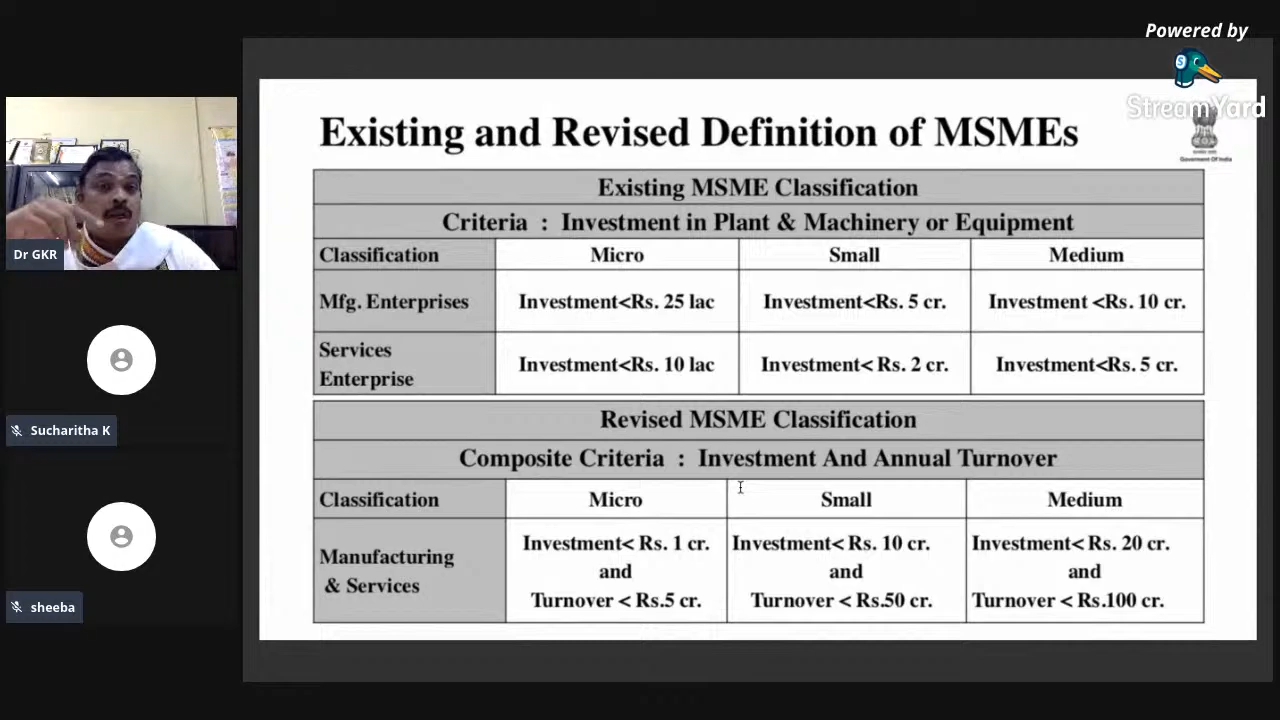 Powered by
StreamYard
Existing and Revised Definition of MSMEs
Government Of India
Existing MSME Classification
Criteria : Investment in Plant & Machinery or Equipment
Classification Micro Small Medium
Mfg. Enterprises Investment<Rs. 25 lac Investment<Rs. 5 cr. Investment <Rs. 10 cr.
Services
Enterprise Investment<Rs. 10 lac Investment< Rs. 2 cr. Investment<Rs. 5 cr.
Revised MSME Classification
Composite Criteria : Investment And Annual Turnover
Classification Micro Small Medium
Manufacturing
& Services
Investment< Rs. 1 cr. Investment< Rs. 10 cr. Investment< Rs. 20 cr.
and and and
Turnover < Rs.5 cr. Turnover < Rs.50 cr. Turnover < Rs.100 cr.
Dr GKR
Sucharitha K
sheeba